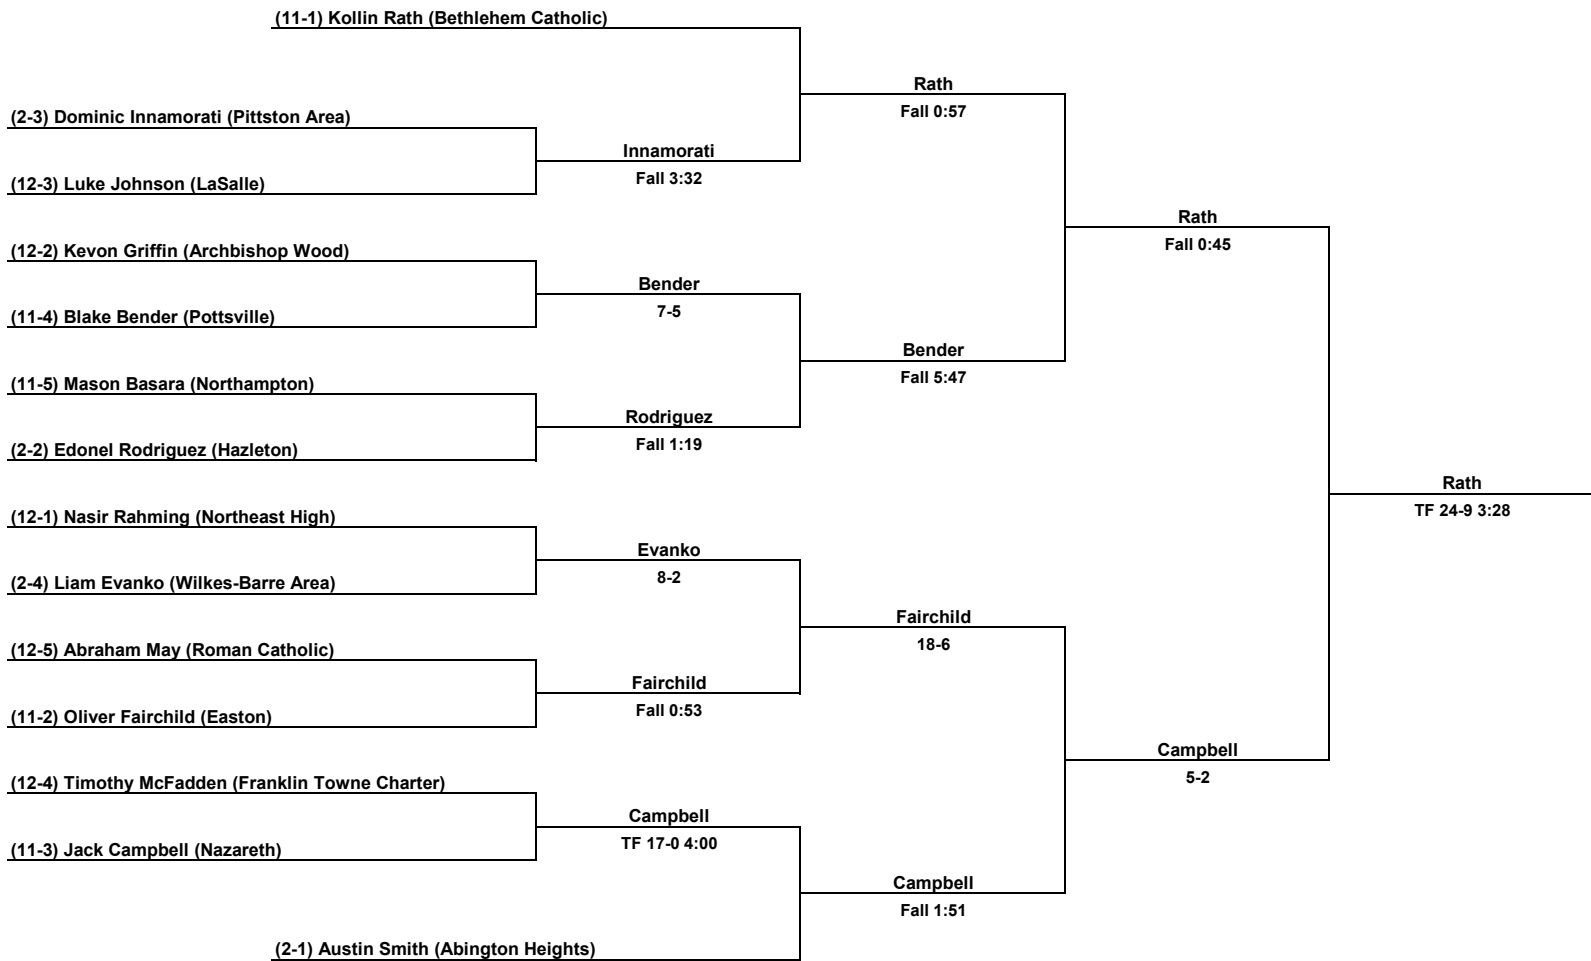 (11-1) Kollin Rath (Bethlehem Catholic)
Rath
Fall 0:57
(2-3) Dominic Innamorati (Pittston Area)
Innamorati
Fall 3:32
(12-3) Luke Johnson (LaSalle)
Rath
Fall 0:45
(12-2) Kevon Griffin (Archbishop Wood)
Bender
7-5
(11-4) Blake Bender (Pottsville)
Bender
Fall 5:47
(11-5) Mason Basara (Northampton)
Rodriguez
Fall 1:19
(2-2) Edonel Rodriguez (Hazleton)
Rath
TF 24-9 3:28
(12-1) Nasir Rahming (Northeast High)
Evanko
8-2
(2-4) Liam Evanko (Wilkes-Barre Area)
Fairchild
18-6
(12-5) Abraham May (Roman Catholic)
Fairchild
Fall 0:53
(11-2) Oliver Fairchild (Easton)
Campbell
5-2
(12-4) Timothy McFadden (Franklin Towne Charter)
Campbell
TF 17-0 4:00
(11-3) Jack Campbell (Nazareth)
Campbell
Fall 1:51
(2-1) Austin Smith (Abington Heights)